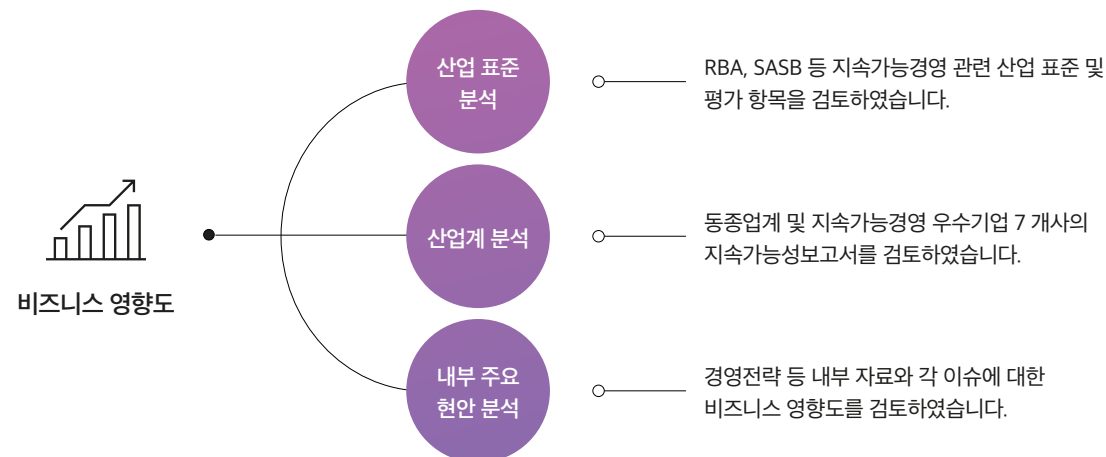 비즈니스 영향도
산업 표준
분석
RBA, SASB 등 지속가능경영 관련 산업 표준 및
평가 항목을 검토하였습니다.
산업계 분석
동종업계 및 지속가능경영 우수기업 7 개사의
지속가능성보고서를 검토하였습니다.
내부 주요
현안 분석
경영전략 등 내부 자료와 각 이슈에 대한
비즈니스 영향도를 검토하였습니다.